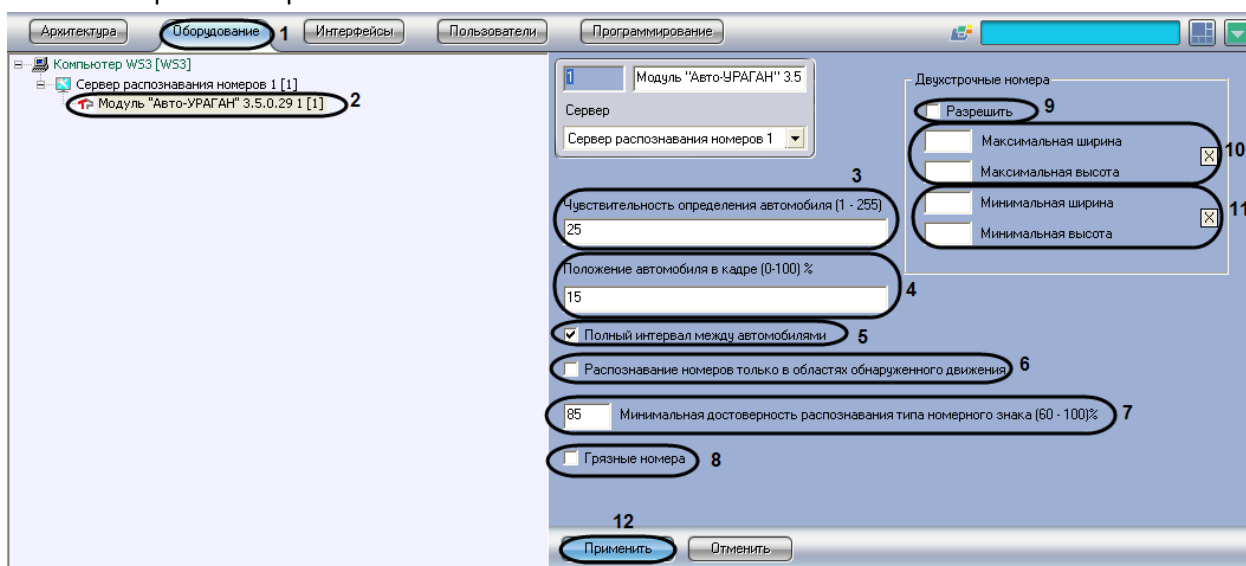 Архитектура
Оборудование
1
Интерфейсы
Пользователи
Программирование
Компьютер WS3 [WS3]
Сервер распознавания номеров 1 [1]
Модуль "Авто-УРАГАН" 3.5.0.29 1 [1]
2
1
Модуль "Авто-УРАГАН" 3.5
Сервер
Сервер распознавания номеров 1
3
Чувствительность определения автомобиля (1 - 255)
25
Положение автомобиля в кадре (0-100) %
15
4
Полный интервал между автомобилями
5
Распознавание номеров только в областях обнаруженного движения
6
85
Минимальная достоверность распознавания типа номерного знака (60 - 100)%
7
Грязные номера
8
Двухстрочные номера
Разрешить
9
Максимальная ширина
Максимальная высота
X
10
Минимальная ширина
Минимальная высота
X
11
12
Применить
Отменить